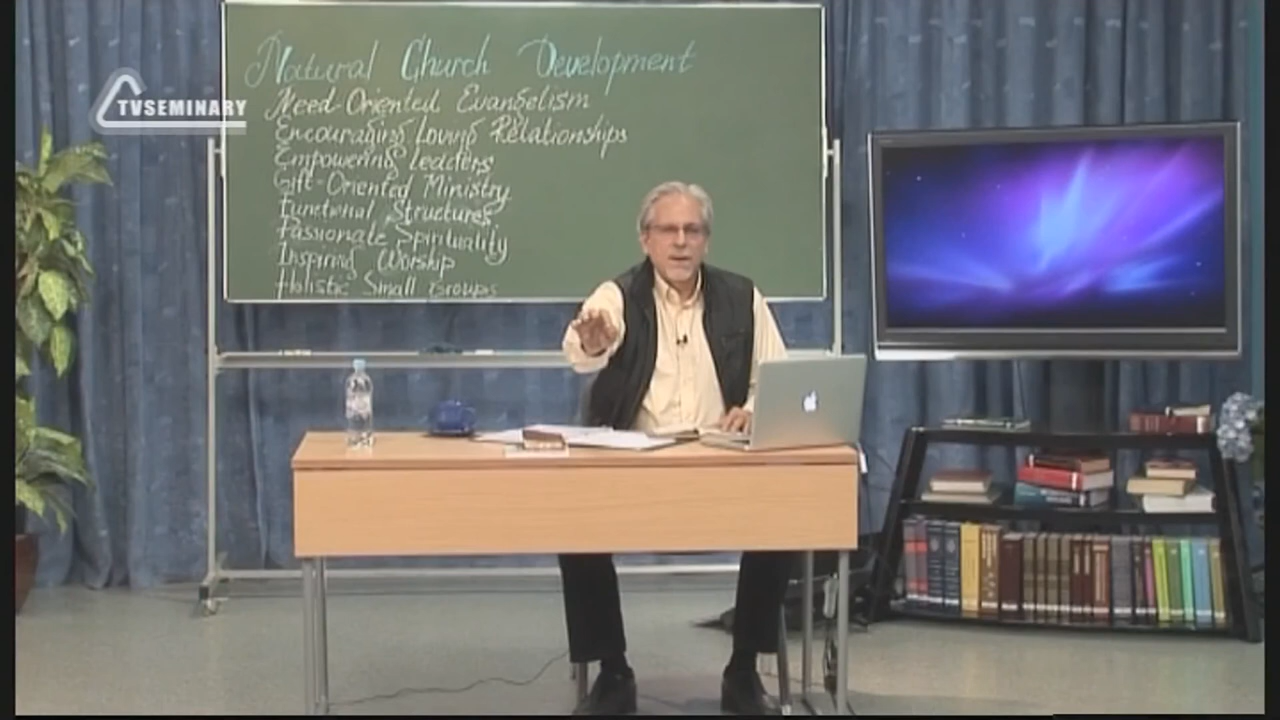 Natural Church Development
TVSEMINARY
Need-Oriented Evangelism
Encouraging Loving Relationships
Empowering Leaders
Gift-Oriented Ministry
Functional Structures
Passionate Spirituality
Inspiring Worship
Holistic Small Groups